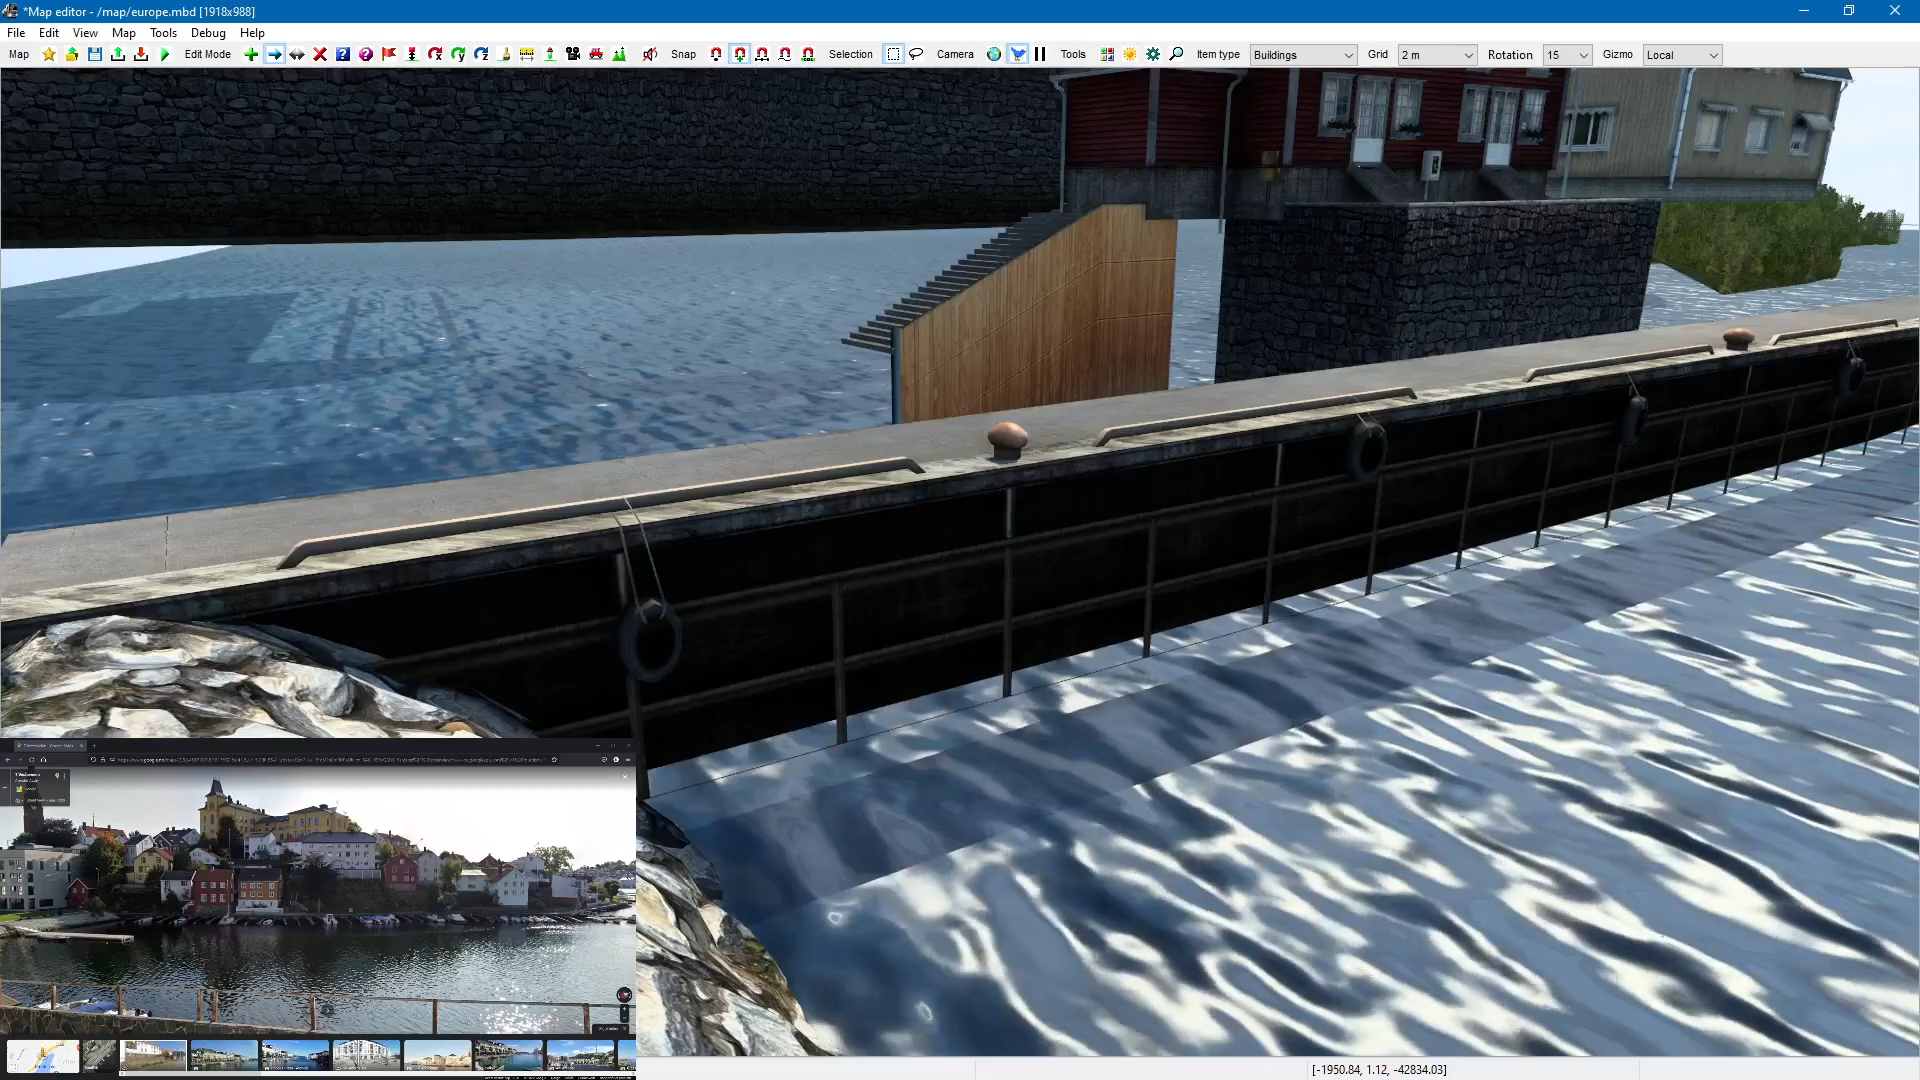 *Map editor - /map/europe.mbd [1918x988]
File Edit View Map Tools Debug Help
Map Edit Mode Snap Selection Camera Tools Item type Buildings Grid 2 m Rotation 15 Gizmo Local
[-1950.84, 1.12, -42834.03]